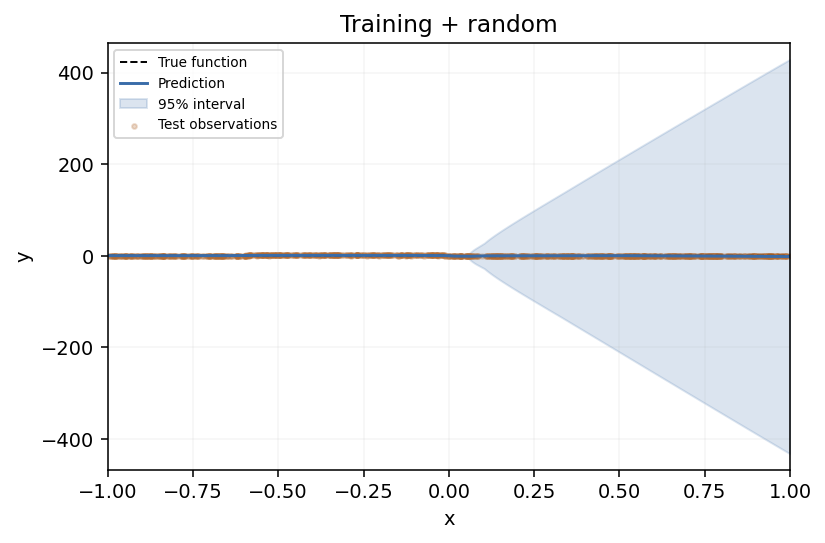 Training + random
True function
Prediction
95% interval
Test observations
400
200
0
−200
−400
y
−1.00 −0.75 −0.50 −0.25 0.00 0.25 0.50 0.75 1.00
x